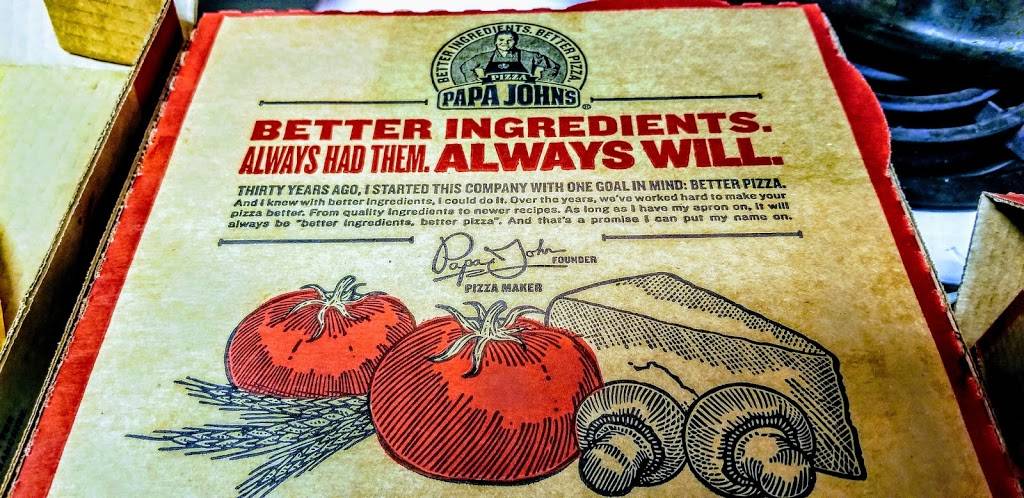 BETTER INGREDIENTS. BETTER PIZZA.
PIZZA
PAPA JOHNS®
BETTER INGREDIENTS.
ALWAYS HAD THEM. ALWAYS WILL.
THIRTY YEARS AGO, I STARTED THIS COMPANY WITH ONE GOAL IN MIND: BETTER PIZZA.
And I knew with better ingredients, I could do it. Over the years, we've worked hard to make your
pizza better. From quality ingredients to newer recipes. As long as I have my apron on, it will
always be "better ingredients, better pizza". And that's a promise I can put my name on.
Papa John FOUNDER
PIZZA MAKER